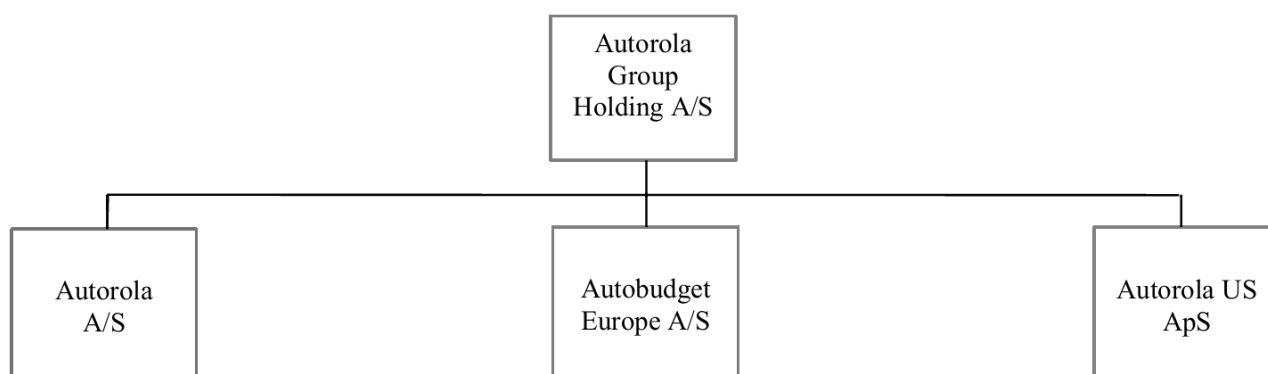 Autorola
Group
Holding A/S
Autorola
A/S
Autobudget
Europe A/S
Autorola US
ApS